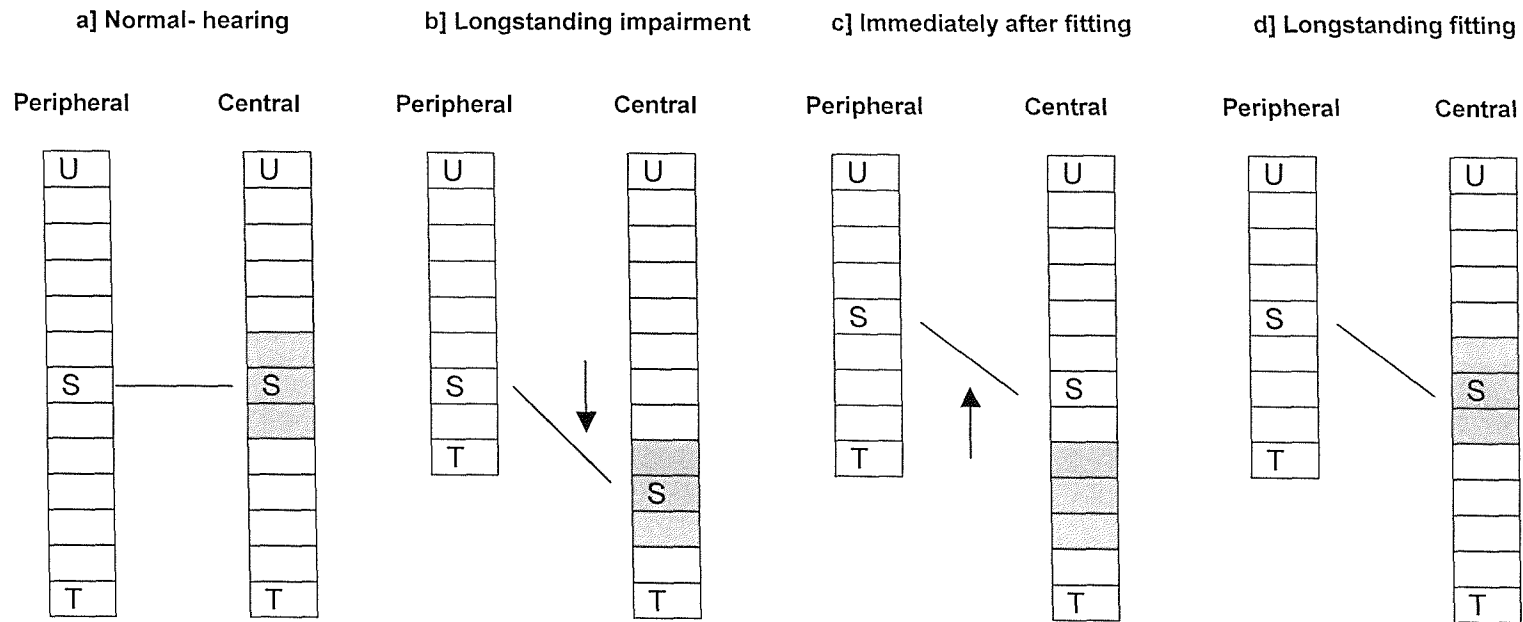 a] Normal- hearing
b] Longstanding impairment
c] Immediately after fitting
d] Longstanding fitting
Peripheral Central
Peripheral Central
Peripheral Central
Peripheral Central
U U U U U U U U
S S
S S
S S
S S
T T
T T
T T
T T